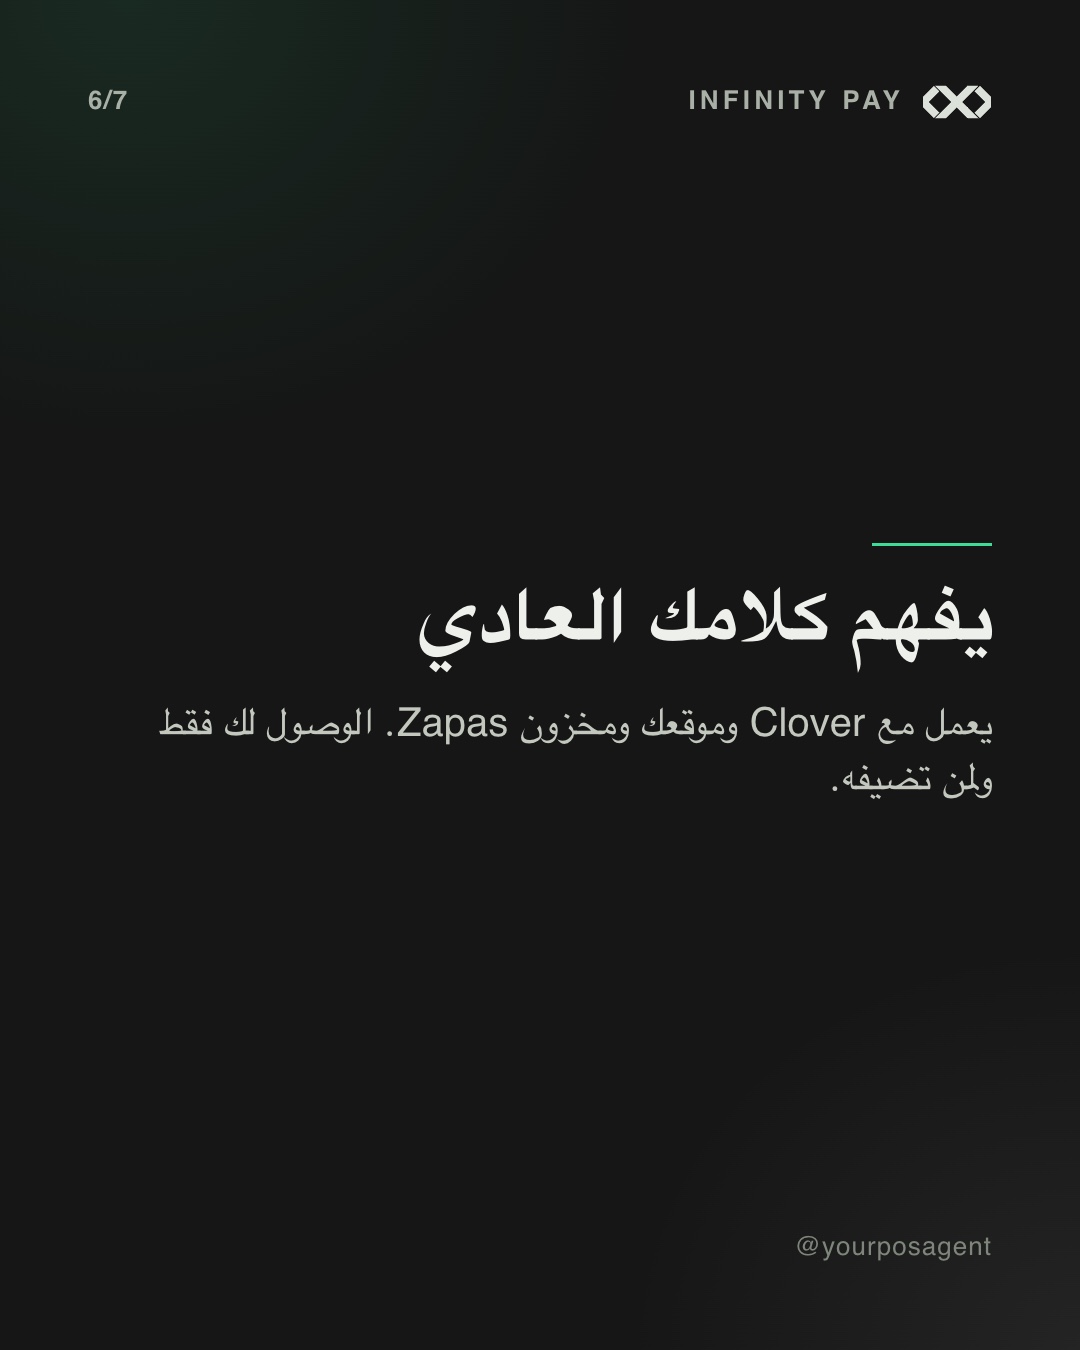 6/7
INFINITY PAY
يفهم كلامك العادي
يعمل مع Clover وموقعك ومخزون Zapas. الوصول لك فقط
ولمن تضيفه.
@yourposagent